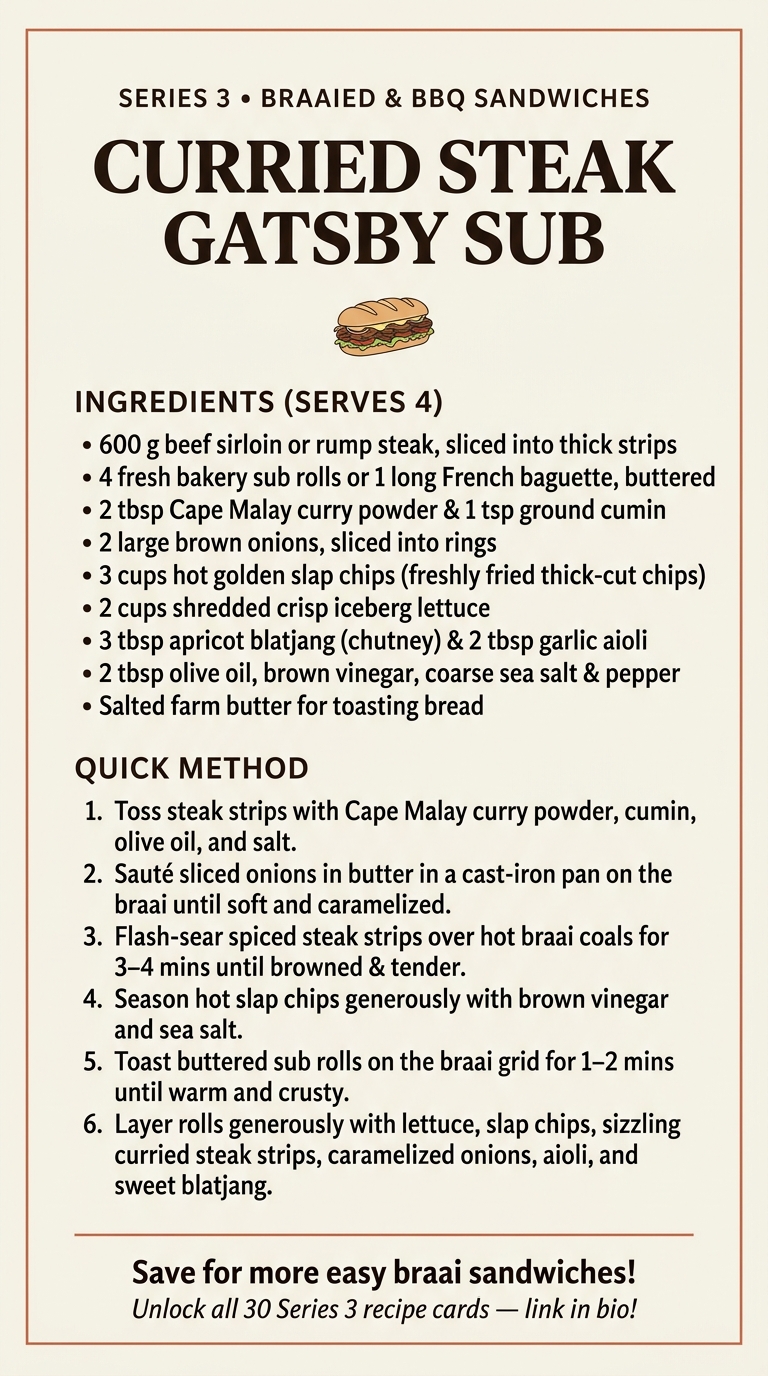 SERIES 3 • BRAAIED & BBQ SANDWICHES
CURRIED STEAK
GATSBY SUB
INGREDIENTS (SERVES 4)
• 600 g beef sirloin or rump steak, sliced into thick strips
• 4 fresh bakery sub rolls or 1 long French baguette, buttered
• 2 tbsp Cape Malay curry powder & 1 tsp ground cumin
• 2 large brown onions, sliced into rings
• 3 cups hot golden slap chips (freshly fried thick-cut chips)
• 2 cups shredded crisp iceberg lettuce
• 3 tbsp apricot blatjang (chutney) & 2 tbsp garlic aioli
• 2 tbsp olive oil, brown vinegar, coarse sea salt & pepper
• Salted farm butter for toasting bread
QUICK METHOD
1. Toss steak strips with Cape Malay curry powder, cumin,
olive oil, and salt.
2. Sauté sliced onions in butter in a cast-iron pan on the
braai until soft and caramelized.
3. Flash-sear spiced steak strips over hot braai coals for
3–4 mins until browned & tender.
4. Season hot slap chips generously with brown vinegar
and sea salt.
5. Toast buttered sub rolls on the braai grid for 1–2 mins
until warm and crusty.
6. Layer rolls generously with lettuce, slap chips, sizzling
curried steak strips, caramelized onions, aioli, and
sweet blatjang.
Save for more easy braai sandwiches!
Unlock all 30 Series 3 recipe cards — link in bio!